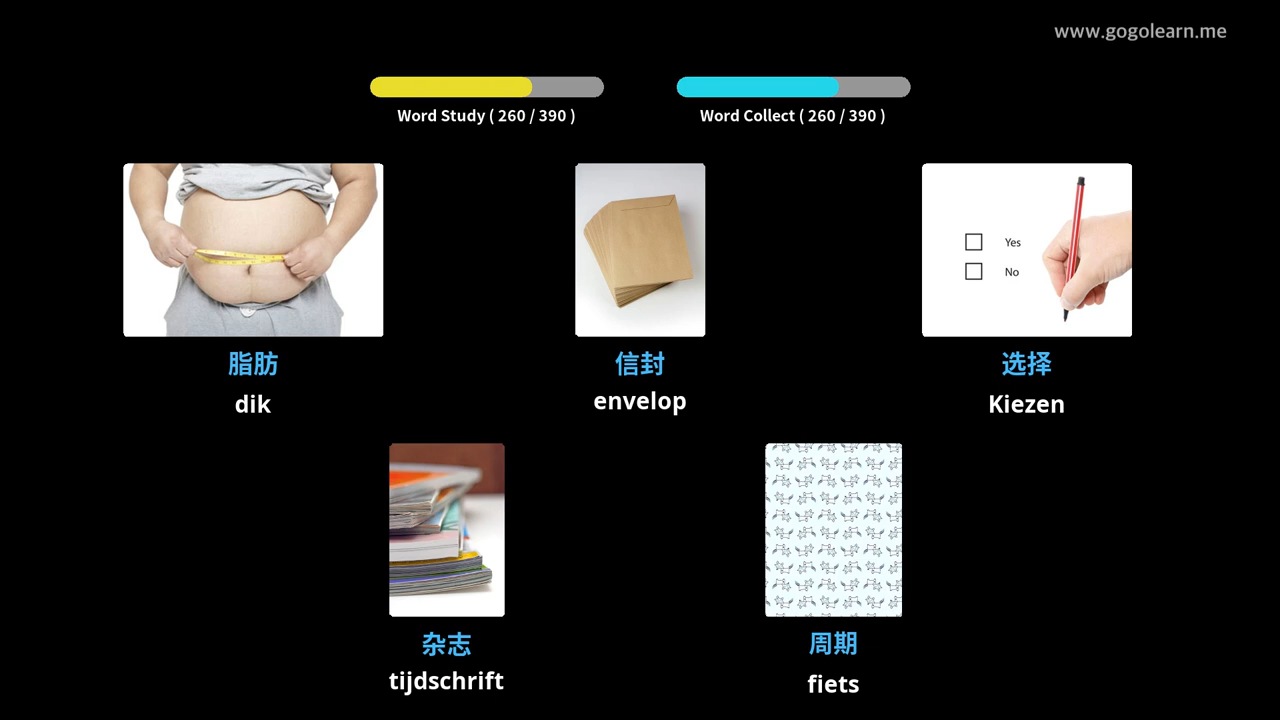 www.gogolearn.me
Word Study ( 260 / 390 )
Word Collect ( 260 / 390 )
Yes
No
脂肪
信封
选择
dik
envelop
Kiezen
杂志
周期
tijdschrift
fiets